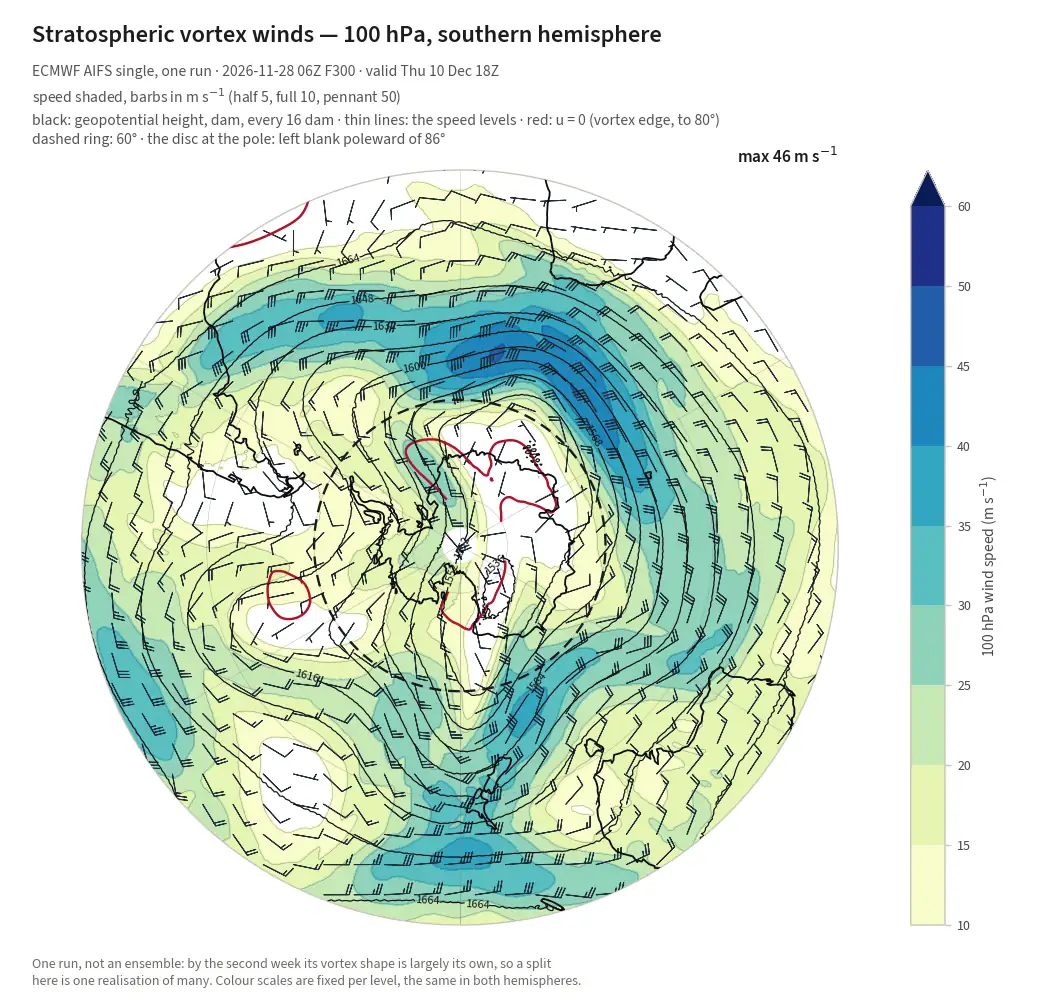 Stratospheric vortex winds — 100 hPa, southern hemisphere
ECMWF AIFS single, one run · 2026-11-28 06Z F300 · valid Thu 10 Dec 18Z
speed shaded, barbs in m s⁻¹ (half 5, full 10, pennant 50)
black: geopotential height, dam, every 16 dam · thin lines: the speed levels · red: u = 0 (vortex edge, to 80°)
dashed ring: 60° · the disc at the pole: left blank poleward of 86°
max 46 m s⁻¹
1664
1648
1568
1616
1664
1664
60
50
45
40
35
30
25
20
15
10
100 hPa wind speed (m s⁻¹)
One run, not an ensemble: by the second week its vortex shape is largely its own, so a split
here is one realisation of many. Colour scales are fixed per level, the same in both hemispheres.